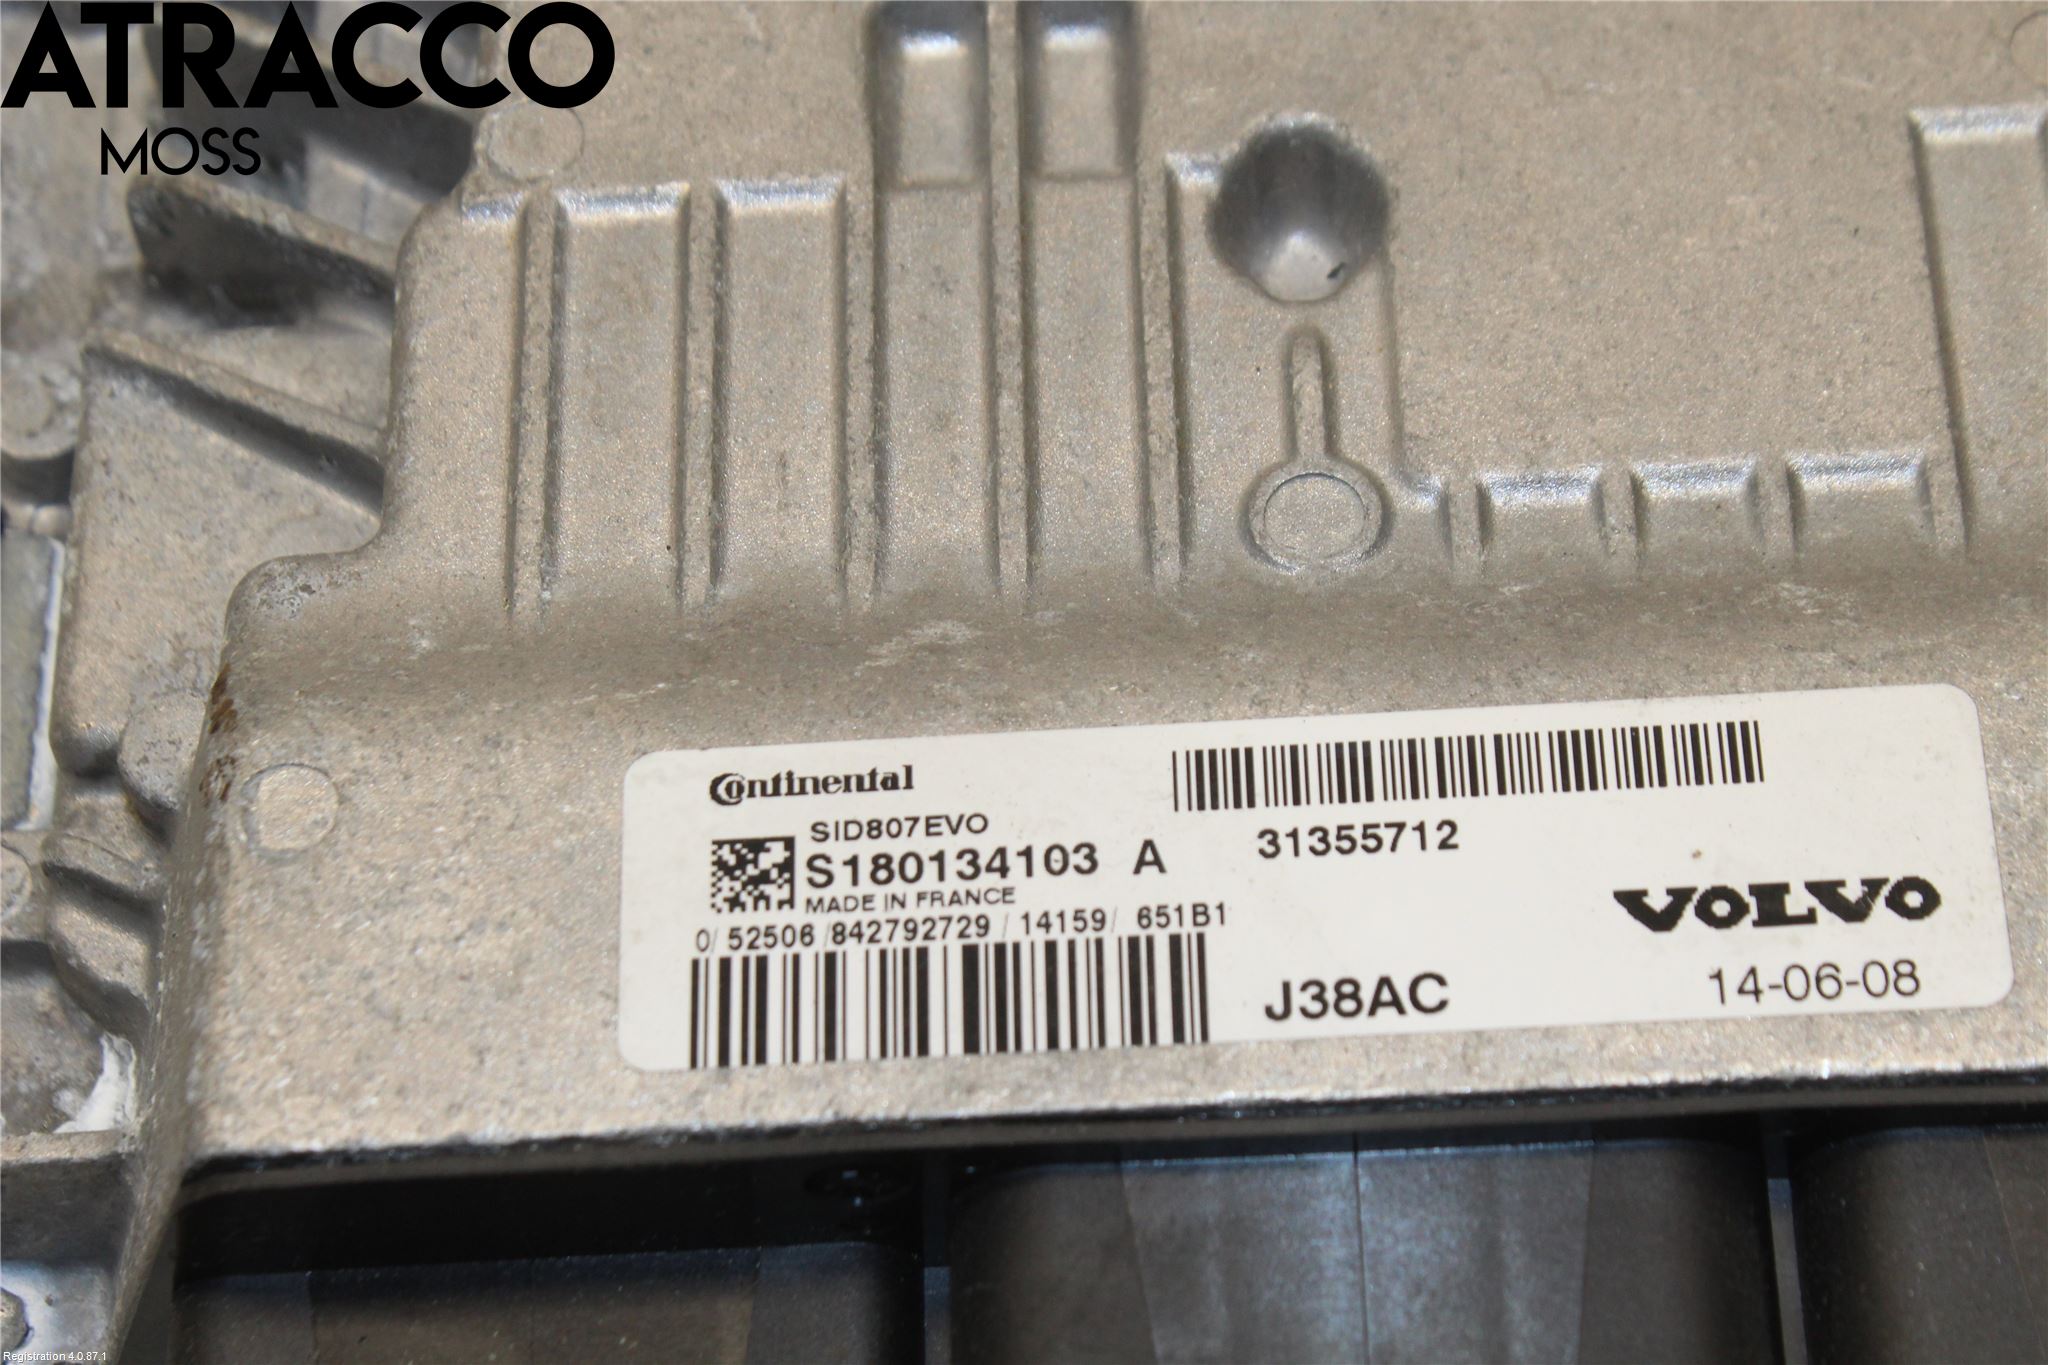 ATRACCO
MOSS
Continental
SID807EVO
S180134103 A
MADE IN FRANCE
0/ 52506 /842792729 / 14159/ 651B1
31355712
VOLVO
J38AC
14-06-08
Registration 4.0.87.1